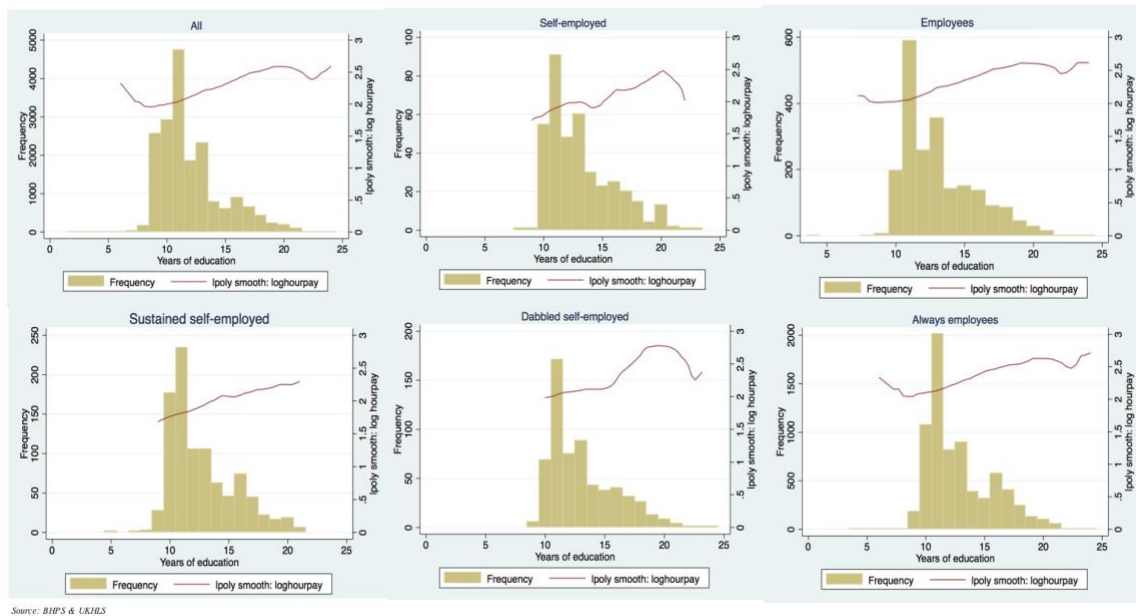 All
5000
4000
3000
2000
1000
0
Frequency
3
2.5
2
1.5
1
.5
0
lpoly smooth: log hourpay
0 5 10 15 20 25
Years of education
Frequency lpoly smooth: loghourpay
Self-employed
100
80
60
40
20
0
Frequency
3
2.5
2
1.5
1
.5
0
lpoly smooth: log hourpay
0 5 10 15 20 25
Years of education
Frequency lpoly smooth: loghourpay
Employees
600
400
200
0
Frequency
3
2.5
2
1.5
1
.5
0
lpoly smooth: log hourpay
5 10 15 20 25
Years of education
Frequency lpoly smooth: loghourpay
Sustained self-employed
250
200
150
100
50
0
Frequency
3
2.5
2
1.5
1
.5
0
lpoly smooth: log hourpay
0 5 10 15 20 25
Years of education
Frequency lpoly smooth: loghourpay
Dabbled self-employed
200
150
100
50
0
Frequency
3
2.5
2
1.5
1
.5
0
lpoly smooth: log hourpay
0 5 10 15 20 25
Years of education
Frequency lpoly smooth: loghourpay
Always employees
2000
1500
1000
500
0
Frequency
3
2.5
2
1.5
1
.5
0
lpoly smooth: log hourpay
0 5 10 15 20 25
Years of education
Frequency lpoly smooth: loghourpay
Source: BHPS & UKHLS